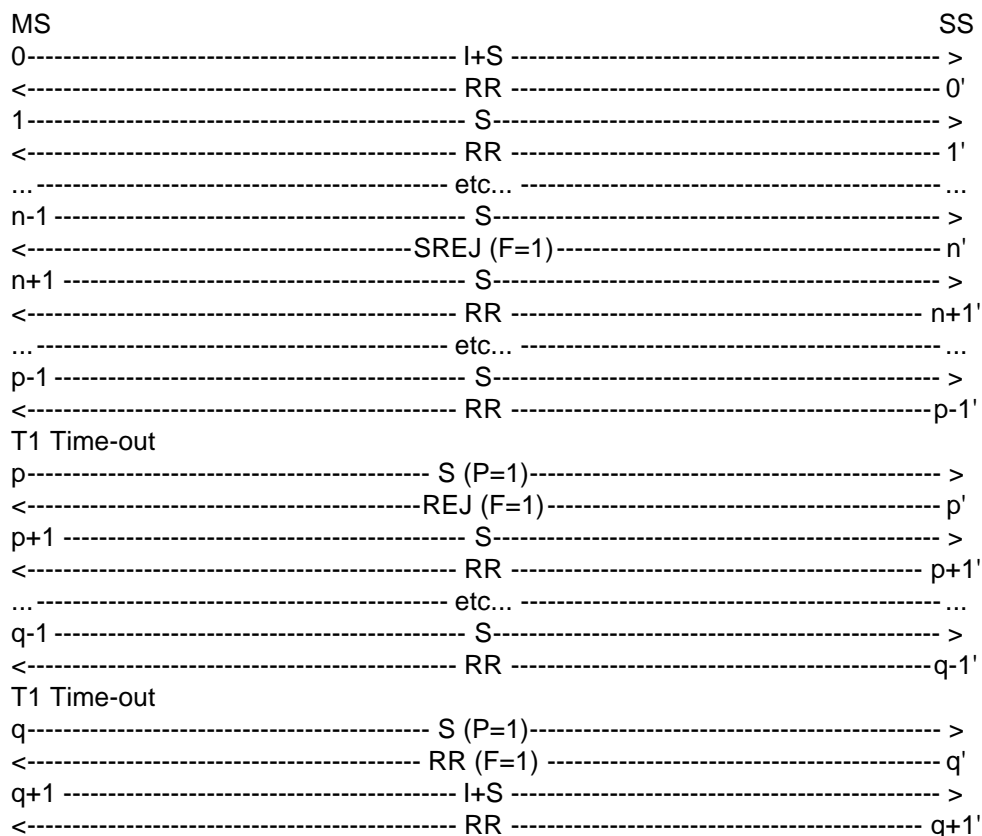 MS SS
0------------------------------------------------ I+S ------------------------------------------------ >
<------------------------------------------------ RR ------------------------------------------------ 0'
1------------------------------------------------- S-------------------------------------------------- >
<------------------------------------------------ RR ------------------------------------------------ 1'
...---------------------------------------------- etc... ----------------------------------------------- ...
n-1 ---------------------------------------------- S-------------------------------------------------- >
<-------------------------------------------SREJ (F=1)------------------------------------------- n'
n+1 --------------------------------------------- S-------------------------------------------------- >
<------------------------------------------------ RR ---------------------------------------------- n+1'
...---------------------------------------------- etc... ----------------------------------------------- ...
p-1 ---------------------------------------------- S-------------------------------------------------- >
<------------------------------------------------ RR -----------------------------------------------p-1'
T1 Time-out
p--------------------------------------------- S (P=1)---------------------------------------------- >
<--------------------------------------------REJ (F=1)-------------------------------------------- p'
p+1 --------------------------------------------- S-------------------------------------------------- >
<------------------------------------------------ RR ---------------------------------------------- p+1'
...---------------------------------------------- etc... ----------------------------------------------- ...
q-1 ---------------------------------------------- S-------------------------------------------------- >
<------------------------------------------------ RR -----------------------------------------------q-1'
T1 Time-out
q--------------------------------------------- S (P=1)---------------------------------------------- >
<-------------------------------------------- RR (F=1) -------------------------------------------- q'
q+1 -------------------------------------------- I+S ------------------------------------------------ >
<------------------------------------------------ RR ---------------------------------------------- q+1'